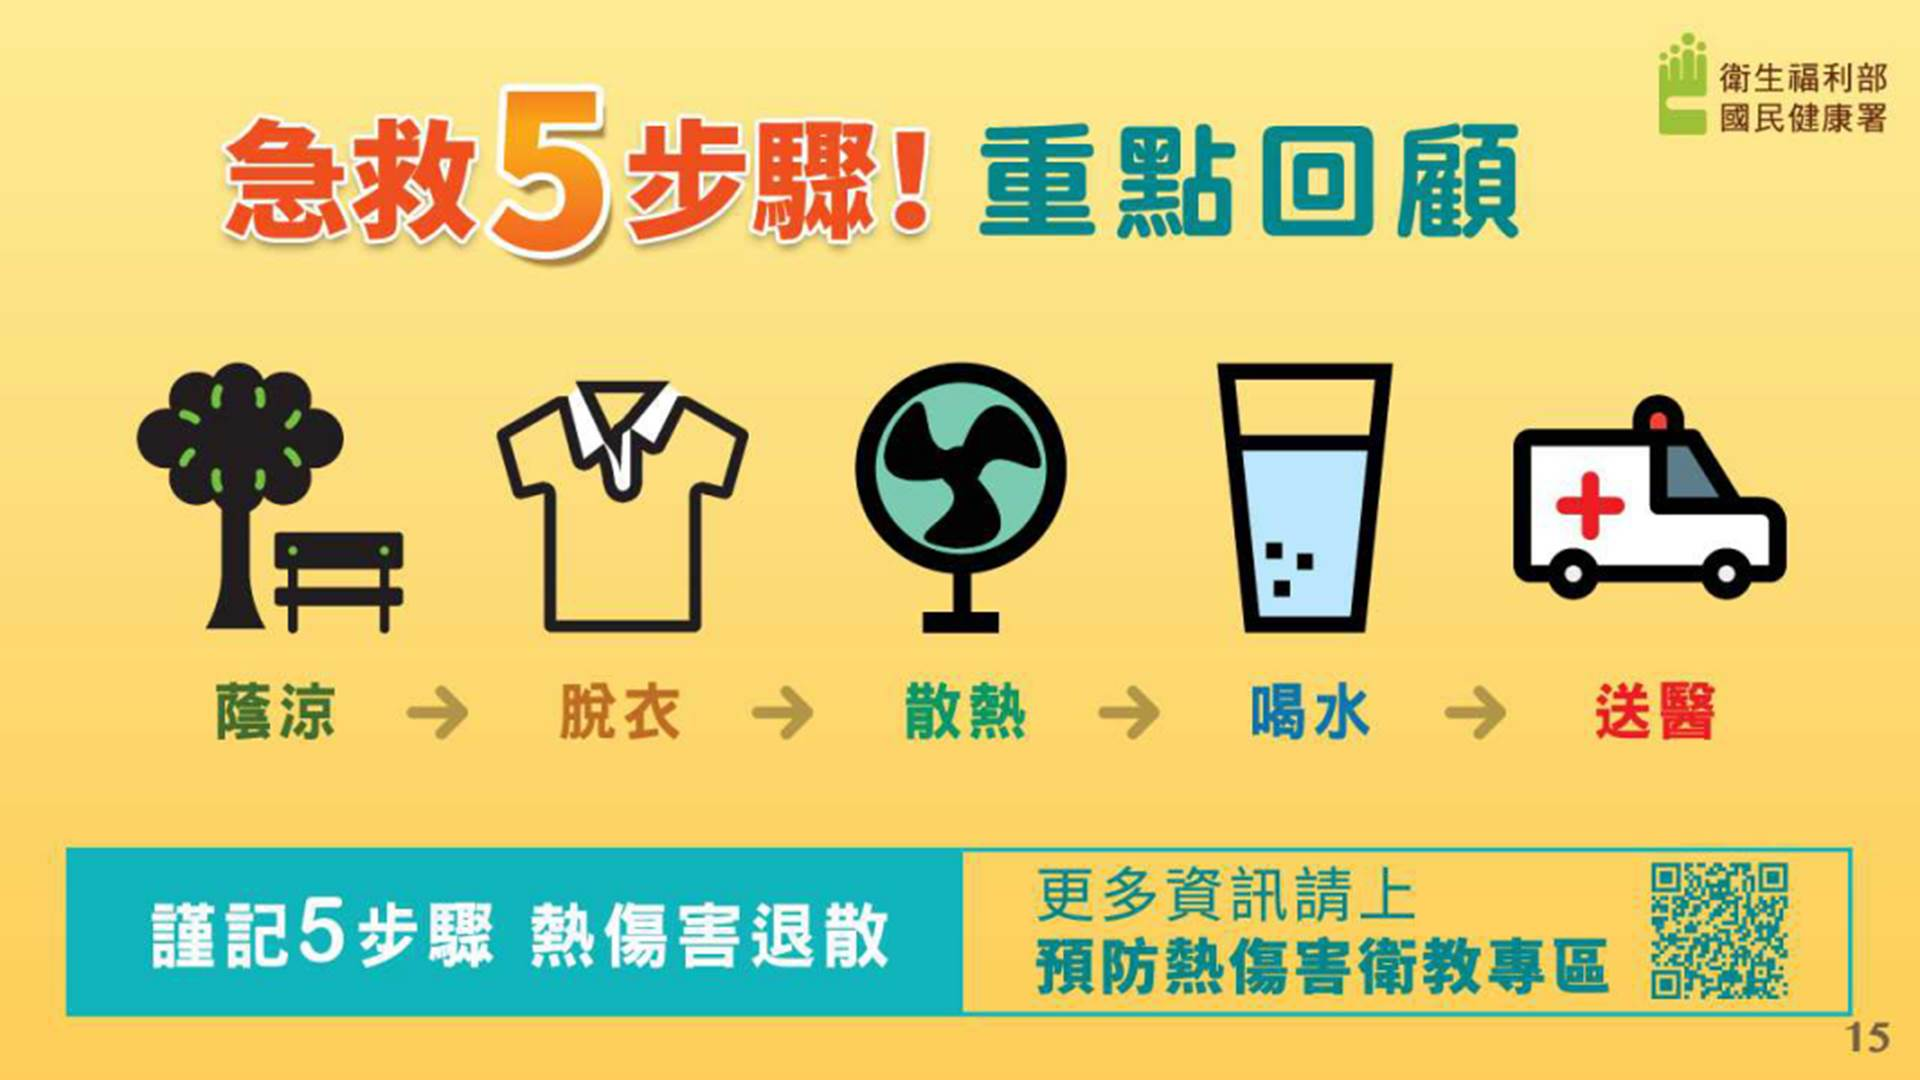 衛生福利部
國民健康署
急救5步驟！重點回顧
蔭涼 → 脫衣 → 散熱 → 喝水 → 送醫
謹記5步驟 熱傷害退散
更多資訊請上
預防熱傷害衛教專區
15